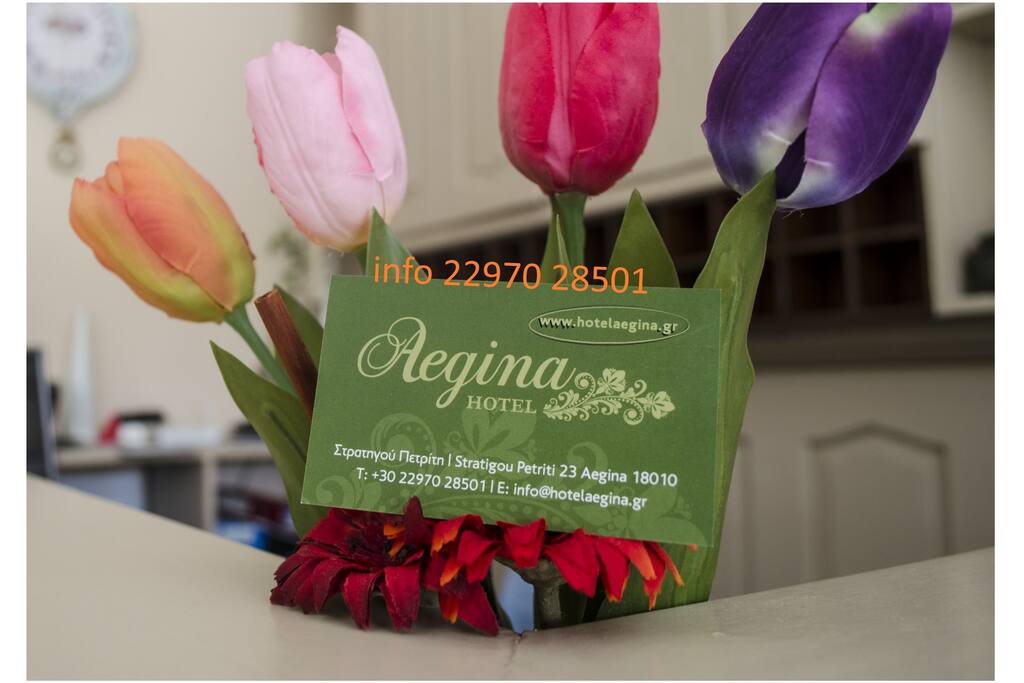 info 22970 28501
www.hotelaegina.gr
Aegina
HOTEL
Στρατηγού Πετρίτη | Stratigou Petriti 23 Aegina 18010
T: +30 22970 28501 | E: info@hotelaegina.gr